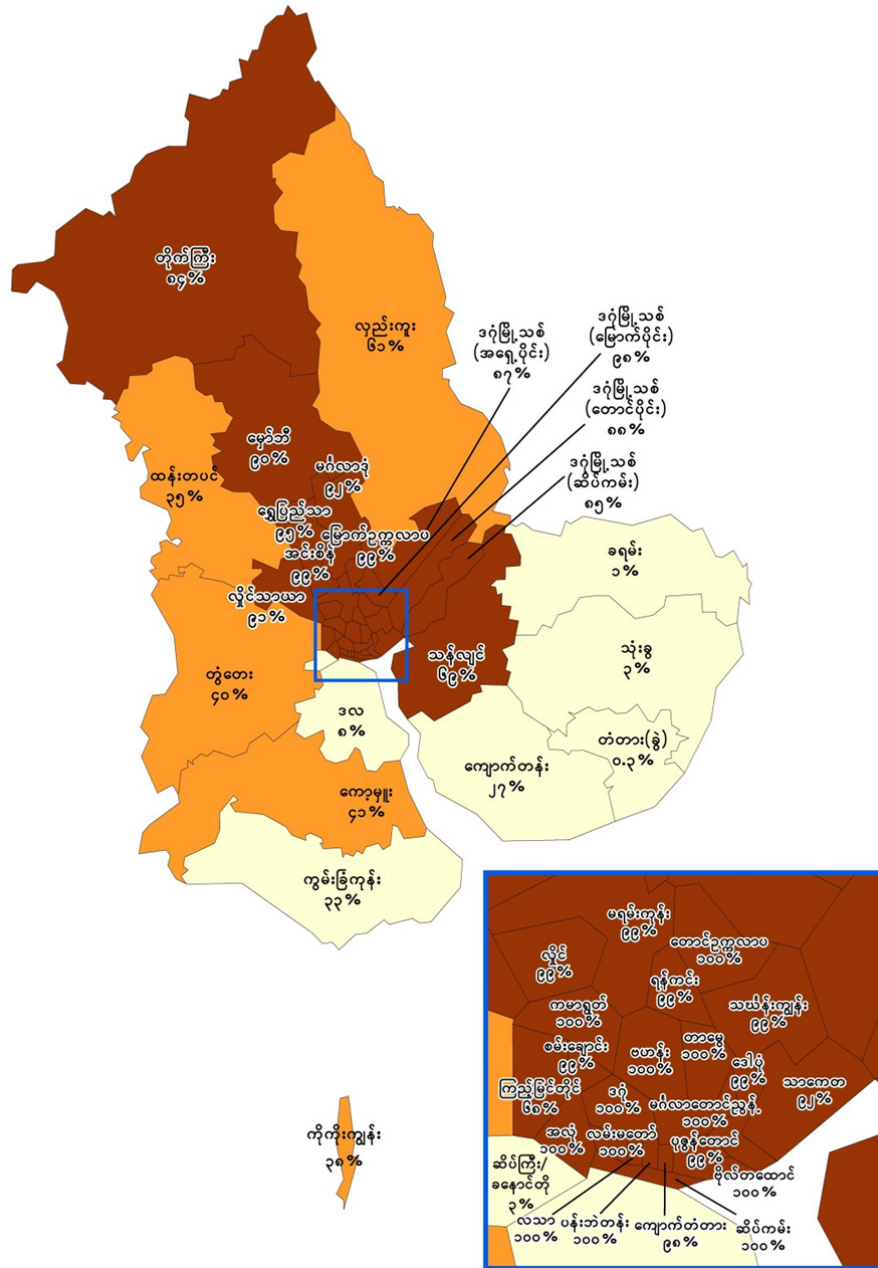 တိုက်ကြီး
၈၄%
လှည်းကူး
၆၁%
ဒဂုံမြို့သစ်
(အရှေ့ပိုင်း)
၈၇%
ဒဂုံမြို့သစ်
(မြောက်ပိုင်း)
၉၈%
ဒဂုံမြို့သစ်
(တောင်ပိုင်း)
၈၈%
ဒဂုံမြို့သစ်
(ဆိပ်ကမ်း)
၈၅%
မှော်ဘီ
၉၀%
မင်္ဂလာဒုံ
၉၂%
ထန်းတပင်
၃၅%
ရွှေပြည်သာ
၉၅%
မြောက်ဥက္ကလာပ
၉၉%
အင်းစိန်
၉၉%
လှိုင်သာယာ
၉၁%
ခရမ်း
၁%
သုံးခွ
၃%
သန်လျင်
၆၉%
တွံတေး
၄၀%
ဒလ
၈%
တံတား(ခွဲ)
၀.၃%
ကျောက်တန်း
၂၇%
ကော့မှူး
၄၁%
ကွမ်းခြံကုန်း
၃၃%
ကိုကိုးကျွန်း
၃၈%
မရမ်းကုန်း
၉၉%
တောင်ဥက္ကလာပ
၁၀၀%
လှိုင်
၉၉%
ရန်ကင်း
၉၉%
သင်္ဃန်းကျွန်း
၉၉%
ကမာရွတ်
၁၀၀%
တာမွေ
၁၀၀%
စမ်းချောင်း
၉၉%
ဗဟန်း
၁၀၀%
ဒေါပုံ
၉၉%
သာကေတ
၉၂%
ကြည့်မြင်တိုင်
၆၈%
ဒဂုံ
၁၀၀%
မင်္ဂလာတောင်ညွန့်
၁၀၀%
အလုံ
၁၀၀%
လမ်းမတော်
၁၀၀%
ပုဇွန်တောင်
၉၉%
ဗိုလ်တထောင်
၁၀၀%
ဆိပ်ကြီး/
ခနောင်တို
၃%
လသာ
၁၀၀%
ပန်းဘဲတန်း
၁၀၀%
ကျောက်တံတား
၉၈%
ဆိပ်ကမ်း
၁၀၀%